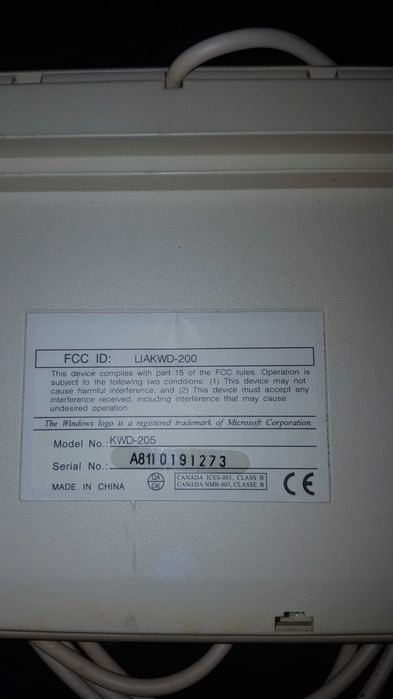 FCC ID: LIAKWD-200
This device complies with part 15 of the FCC rules. Operation is
subject to the following two conditions: (1) This device may not
cause harmful interference, and (2) This device must accept any
interference received, including interference that may cause
undesired operation.
The Windows logo is a registered trademark of Microsoft Corporation
Model No.: KWD-205
Serial No.: A81I0191273
MADE IN CHINA
QA
OK
CANADA ICES-003, CLASS B
CANADA NMB-003, CLASSE B
CE